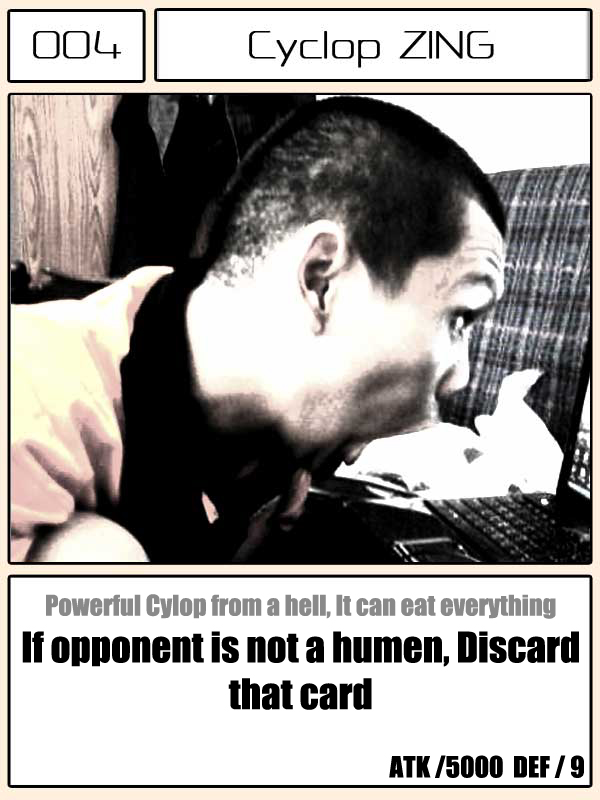 004
Cyclop ZING
Powerful Cylop from a hell, It can eat everything
If opponent is not a humen, Discard
that card
ATK /5000 DEF / 9